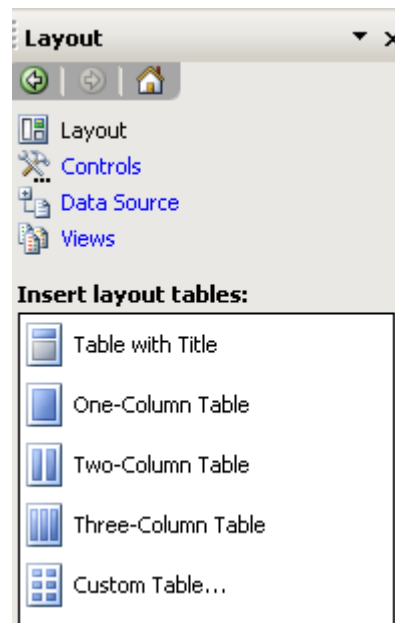 Layout
Layout
Controls
Data Source
Views
Insert layout tables:
Table with Title
One-Column Table
Two-Column Table
Three-Column Table
Custom Table...